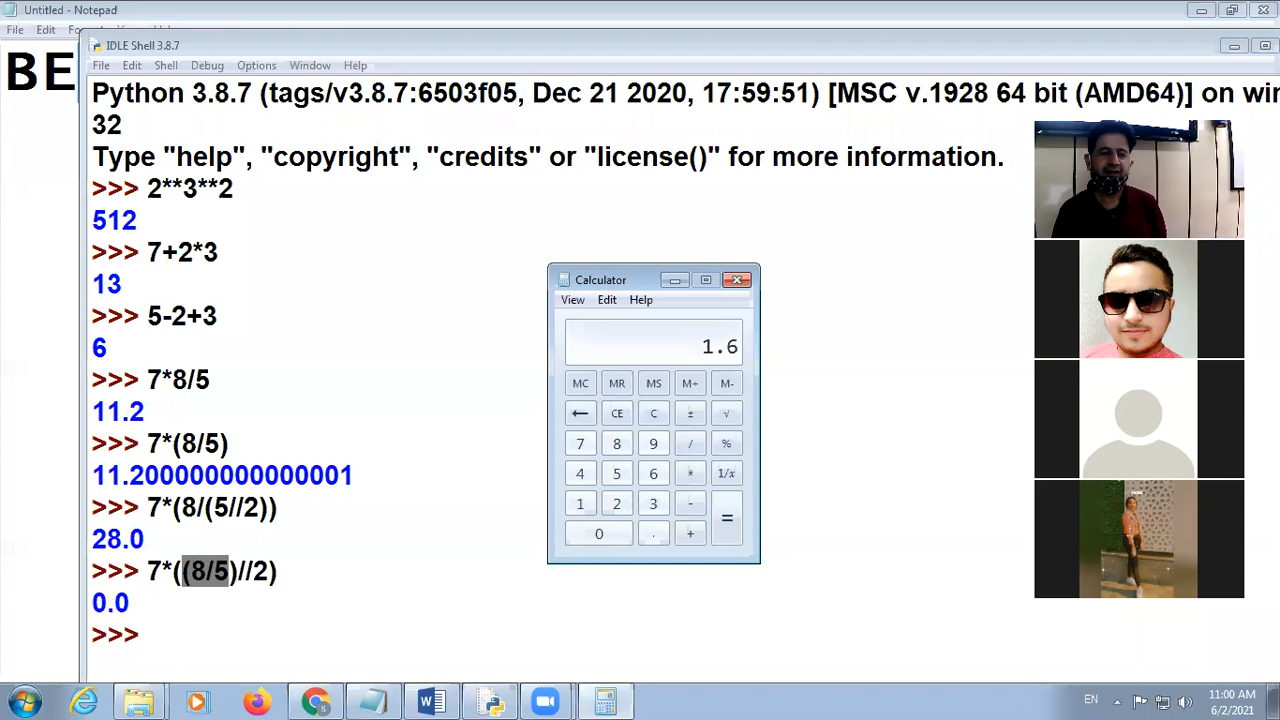 Untitled - Notepad
File Edit
BE
IDLE Shell 3.8.7
File Edit Shell Debug Options Window Help
Python 3.8.7 (tags/v3.8.7:6503f05, Dec 21 2020, 17:59:51) [MSC v.1928 64 bit (AMD64)] on win
32
Type "help", "copyright", "credits" or "license()" for more information.
>>> 2**3**2
512
>>> 7+2*3
13
>>> 5-2+3
6
>>> 7*8/5
11.2
>>> 7*(8/5)
11.200000000000001
>>> 7*(8/(5//2))
28.0
>>> 7*((8/5)//2)
0.0
>>>
Calculator
View Edit Help
1.6
MC MR MS M+ M-
← CE C ± √
7 8 9 / %
4 5 6 * 1/x
1 2 3 - =
0 . +
EN
11:00 AM
6/2/2021